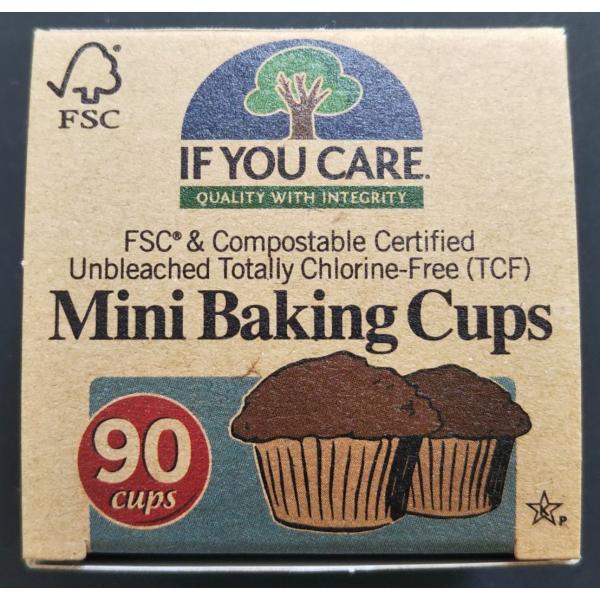 FSC
IF YOU CARE.
QUALITY WITH INTEGRITY
FSC® & Compostable Certified
Unbleached Totally Chlorine-Free (TCF)
Mini Baking Cups
90
cups
K P